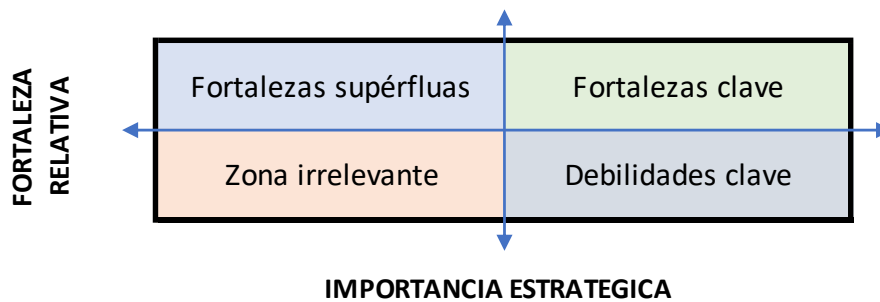 FORTALEZA
RELATIVA
Fortalezas supérfluas
Fortalezas clave
Zona irrelevante
Debilidades clave
IMPORTANCIA ESTRATEGICA